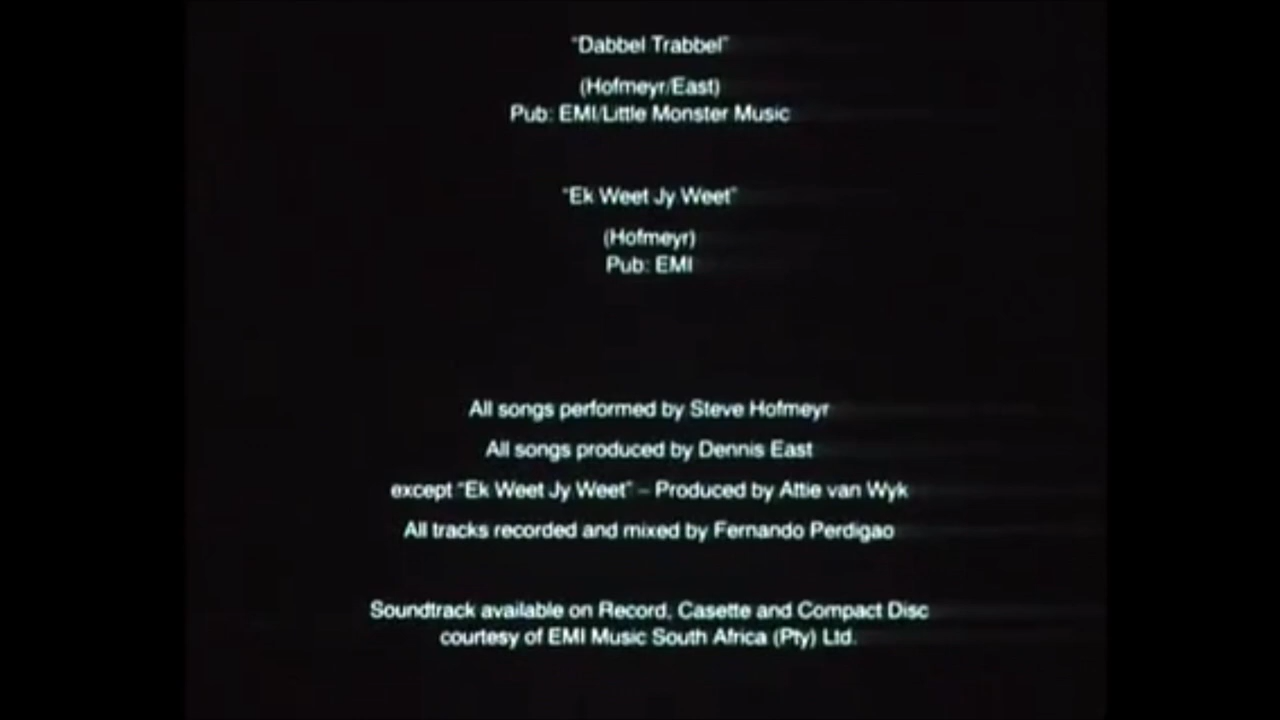 "Dabbel Trabbel"
(Hofmeyr/East)
Pub: EMI/Little Monster Music
"Ek Weet Jy Weet"
(Hofmeyr)
Pub: EMI
All songs performed by Steve Hofmeyr
All songs produced by Dennis East
except "Ek Weet Jy Weet" – Produced by Attie van Wyk
All tracks recorded and mixed by Fernando Perdigao
Soundtrack available on Record, Casette and Compact Disc
courtesy of EMI Music South Africa (Pty) Ltd.